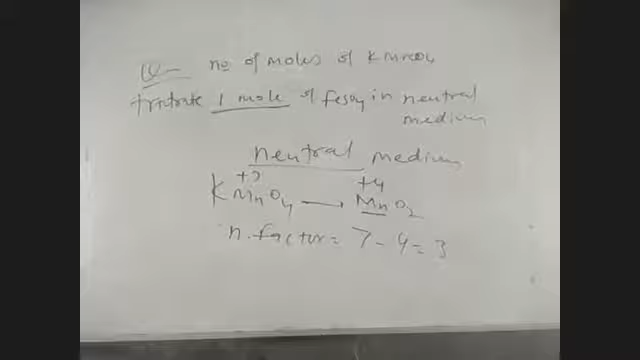 Q no of moles of KMnO4
titrate 1 mole of FeSO4 in neutral
medium
neutral medium
+7 +4
KMnO4 → MnO2
n.factor = 7 - 4 = 3